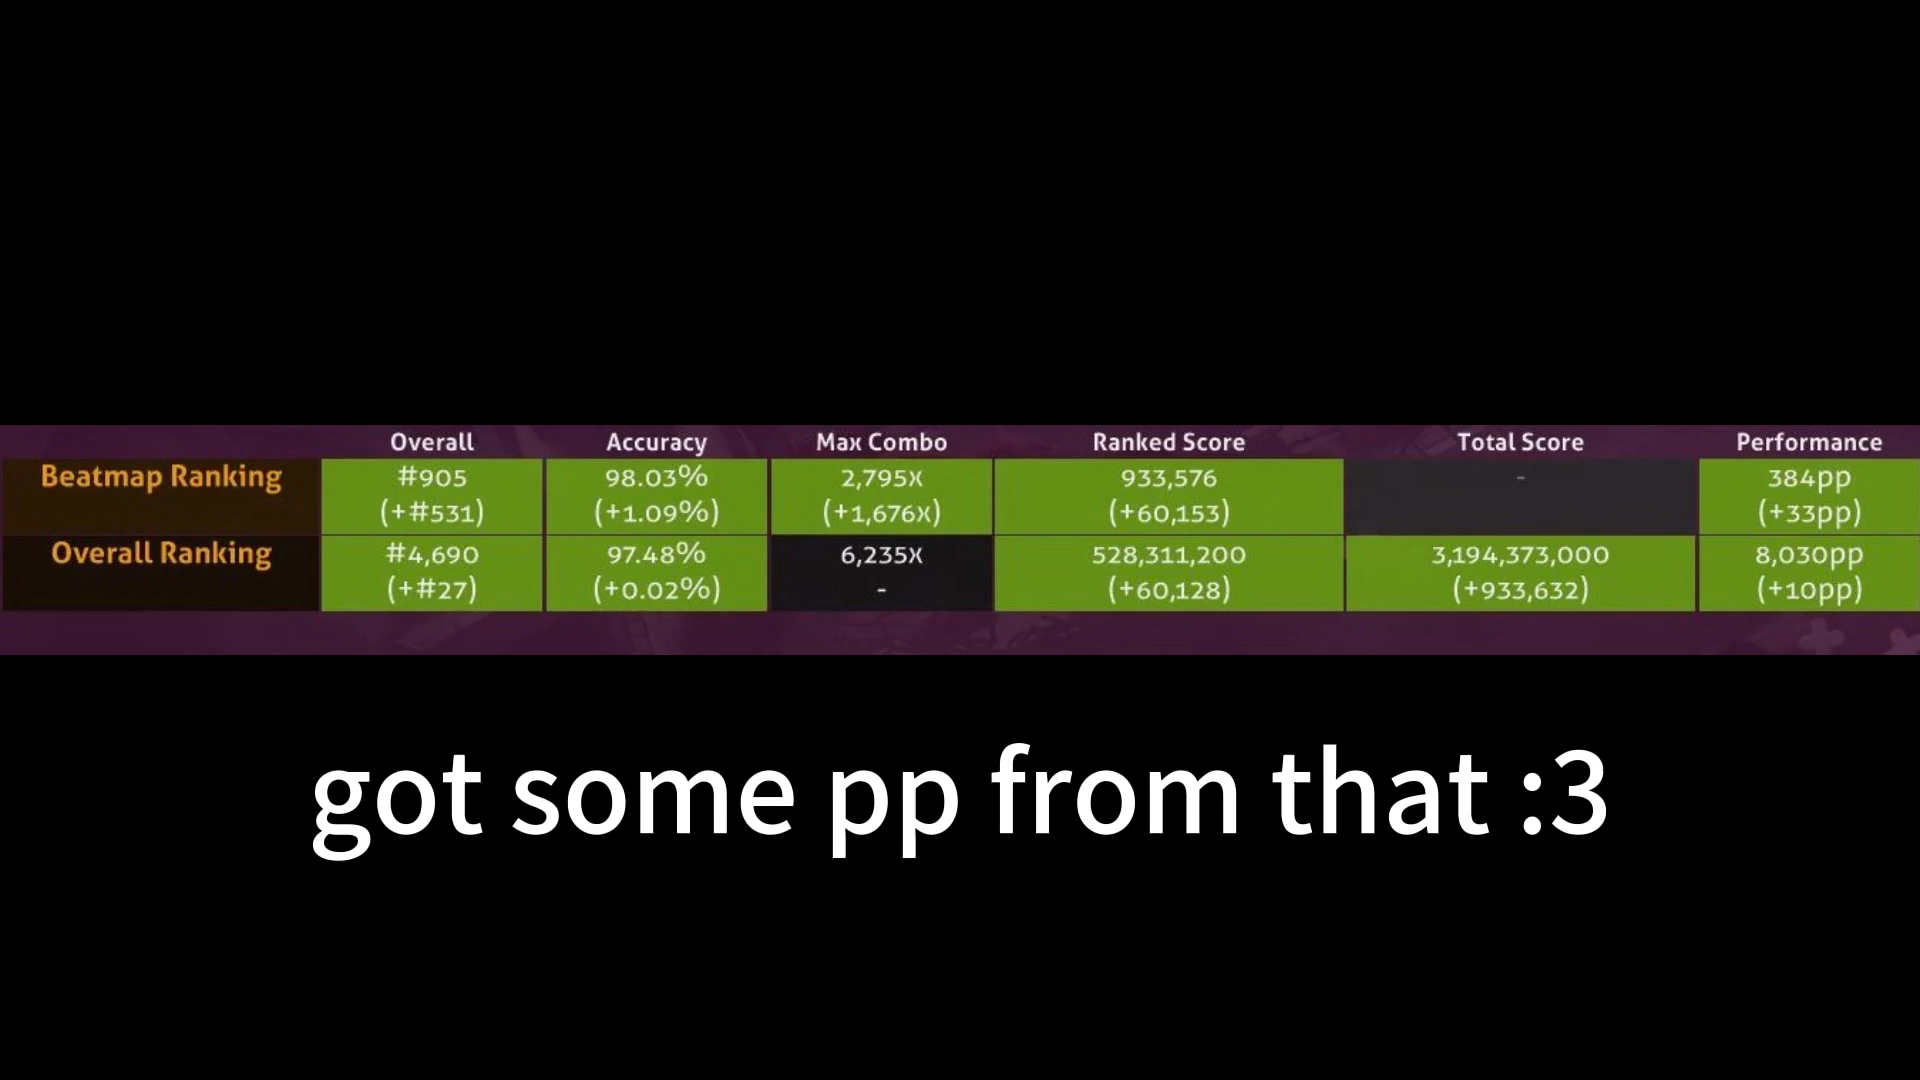 Overall Accuracy Max Combo Ranked Score Total Score Performance
Beatmap Ranking #905 98.03% 2,795x 933,576 - 384pp
(+#531) (+1.09%) (+1,676x) (+60,153) (+33pp)
Overall Ranking #4,690 97.48% 6,235x 528,311,200 3,194,373,000 8,030pp
(+#27) (+0.02%) - (+60,128) (+933,632) (+10pp)
got some pp from that :3